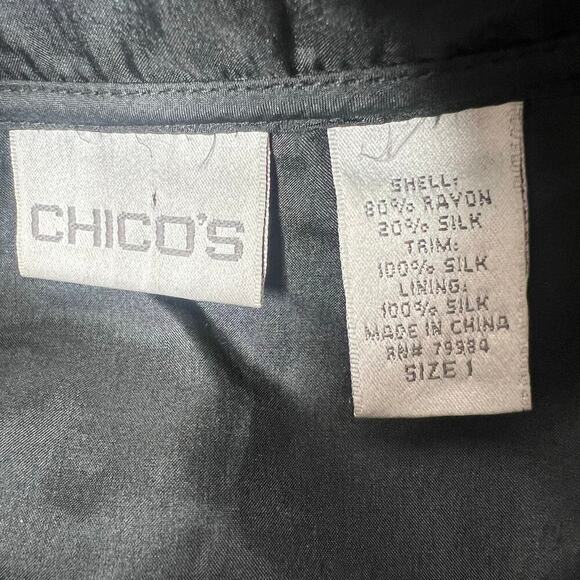 CHICO'S
SHELL:
80% RAYON
20% SILK
TRIM:
100% SILK
LINING:
100% SILK
MADE IN CHINA
RN# 79984
SIZE 1